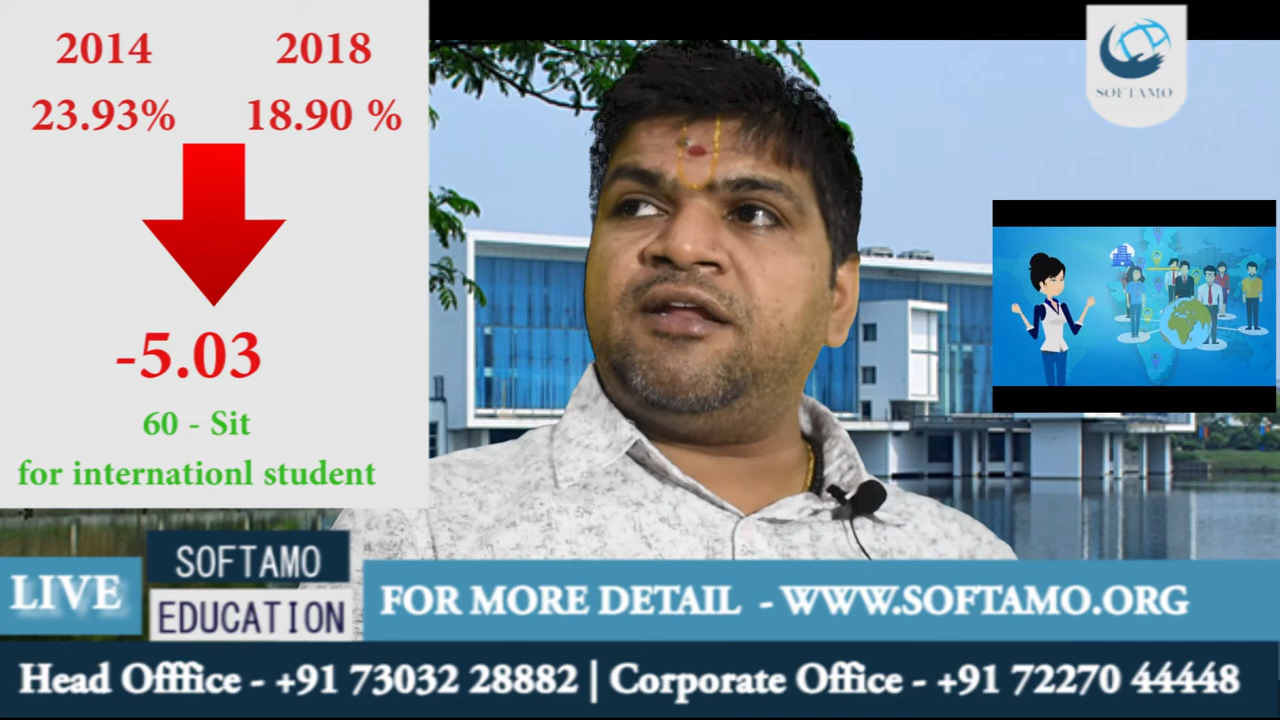 2014 2018
23.93% 18.90 %
-5.03
60 - Sit
for internationl student
SOFTAMO
LIVE
SOFTAMO
EDUCATION
FOR MORE DETAIL - WWW.SOFTAMO.ORG
Head Offfice - +91 73032 28882 | Corporate Office - +91 72270 44448